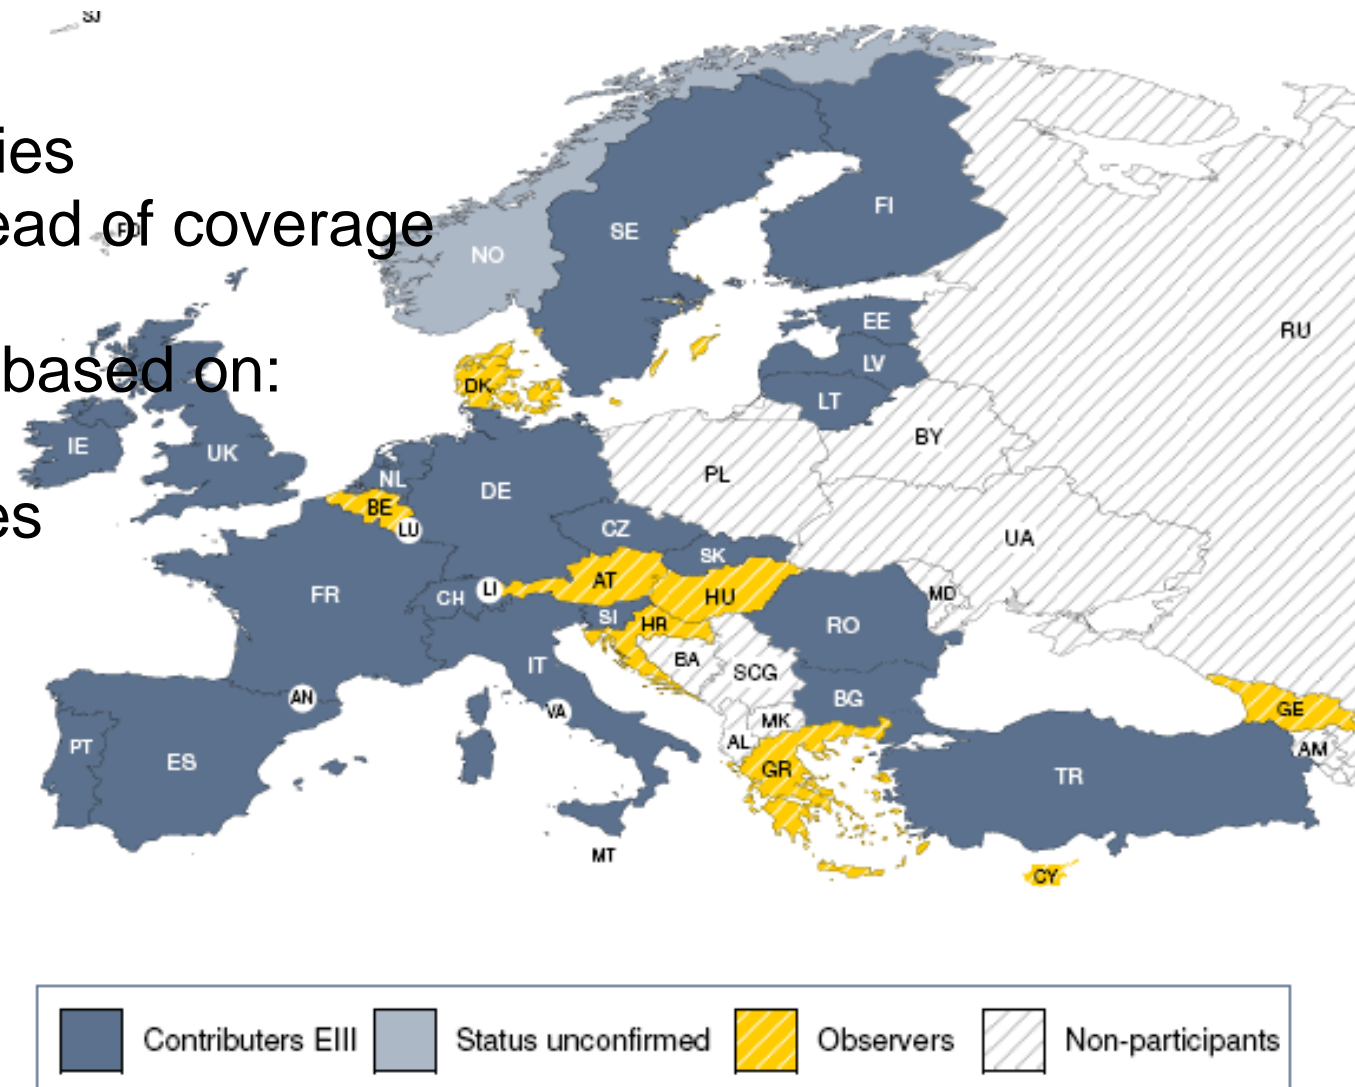 SJ
ies
ead of coverage
FO
NO
SE
FI
RU
EE
LV
LT
based on:
DK
BY
IE
UK
NL
DE
PL
BE
LU
es
CZ
UA
SK
AT
FR
CH
LI
HU
MD
SI
HR
RO
BA
IT
SCG
AN
VA
BG
GE
MK
PT
AL
AM
ES
GR
TR
MT
CY
Contributers EIII
Status unconfirmed
Observers
Non-participants